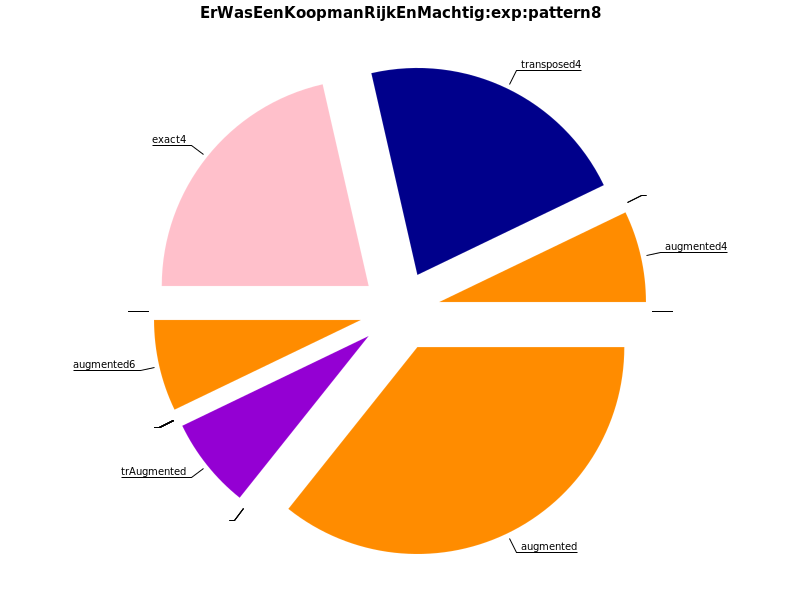 ErWasEenKoopmanRijkEnMachtig:exp:pattern8
transposed4
exact4
augmented4
augmented6
trAugmented
augmented